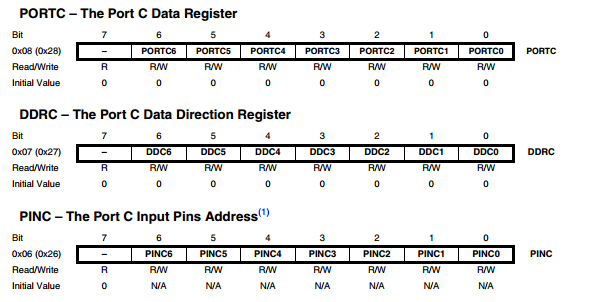 PORTC – The Port C Data Register
Bit 7 6 5 4 3 2 1 0
0x08 (0x28) – PORTC6 PORTC5 PORTC4 PORTC3 PORTC2 PORTC1 PORTC0 PORTC
Read/Write R R/W R/W R/W R/W R/W R/W R/W
Initial Value 0 0 0 0 0 0 0 0
DDRC – The Port C Data Direction Register
Bit 7 6 5 4 3 2 1 0
0x07 (0x27) – DDC6 DDC5 DDC4 DDC3 DDC2 DDC1 DDC0 DDRC
Read/Write R R/W R/W R/W R/W R/W R/W R/W
Initial Value 0 0 0 0 0 0 0 0
PINC – The Port C Input Pins Address(1)
Bit 7 6 5 4 3 2 1 0
0x06 (0x26) – PINC6 PINC5 PINC4 PINC3 PINC2 PINC1 PINC0 PINC
Read/Write R R/W R/W R/W R/W R/W R/W R/W
Initial Value 0 N/A N/A N/A N/A N/A N/A N/A